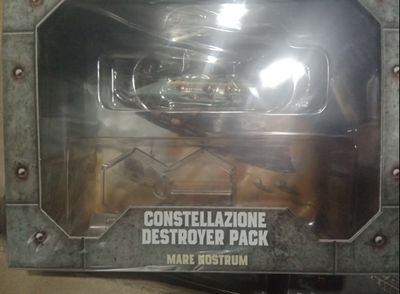 CONSTELLAZIONE
DESTROYER PACK
MARE NOSTRUM